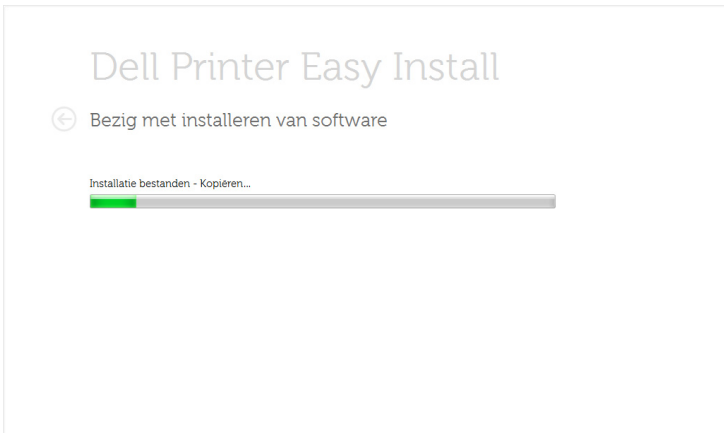 Dell Printer Easy Install
Bezig met installeren van software
Installatie bestanden - Kopiëren...